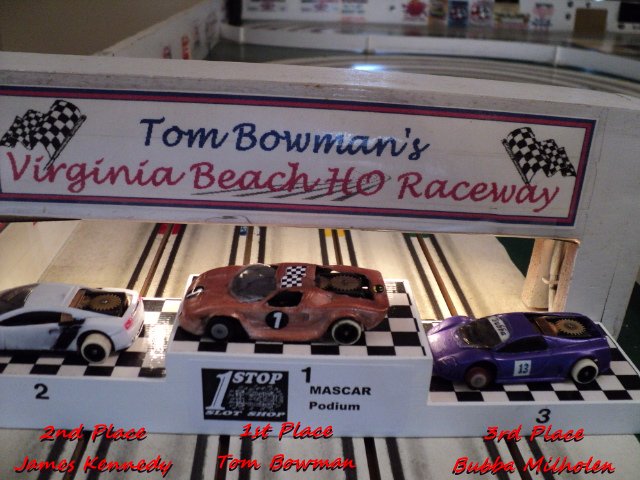 Tom Bowman's
Virginia Beach HO Raceway
1
13
2
1 STOP
SLOT SHOP
1
MASCAR
Podium
3
2nd Place
James Kennedy
1st Place
Tom Bowman
3rd Place
Bubba Milholen